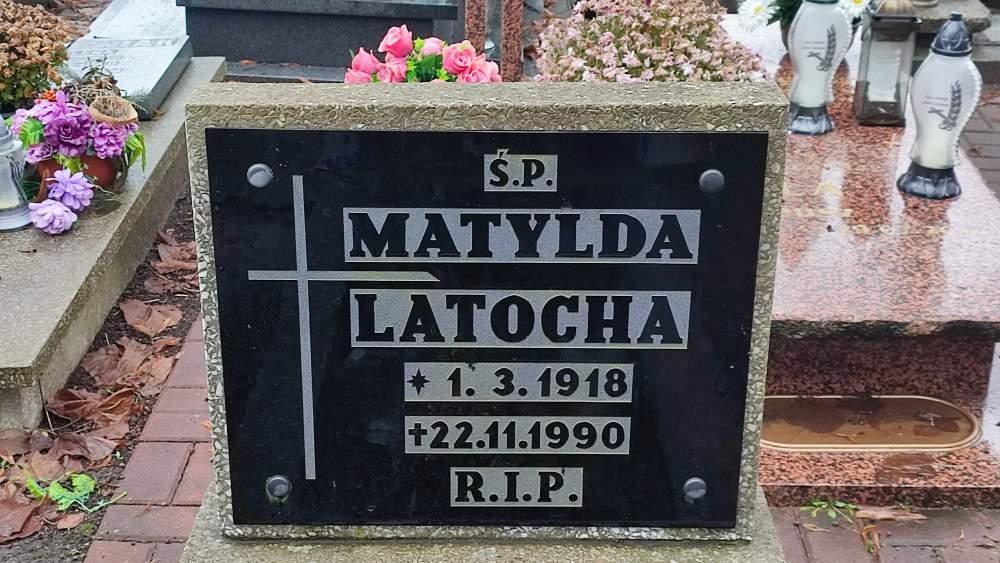 Ś.P.
MATYLDA
LATOCHA
✶ 1. 3. 1918
✝22.11.1990
R.I.P.